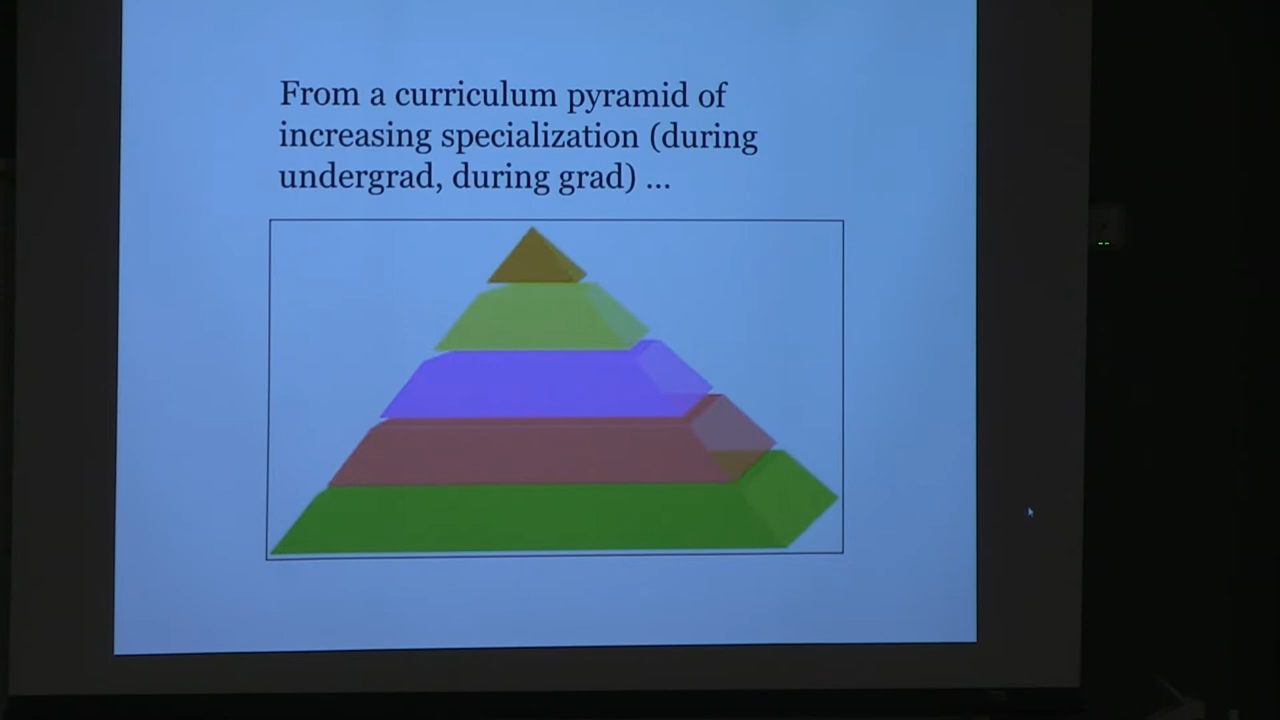 From a curriculum pyramid of
increasing specialization (during
undergrad, during grad) ...